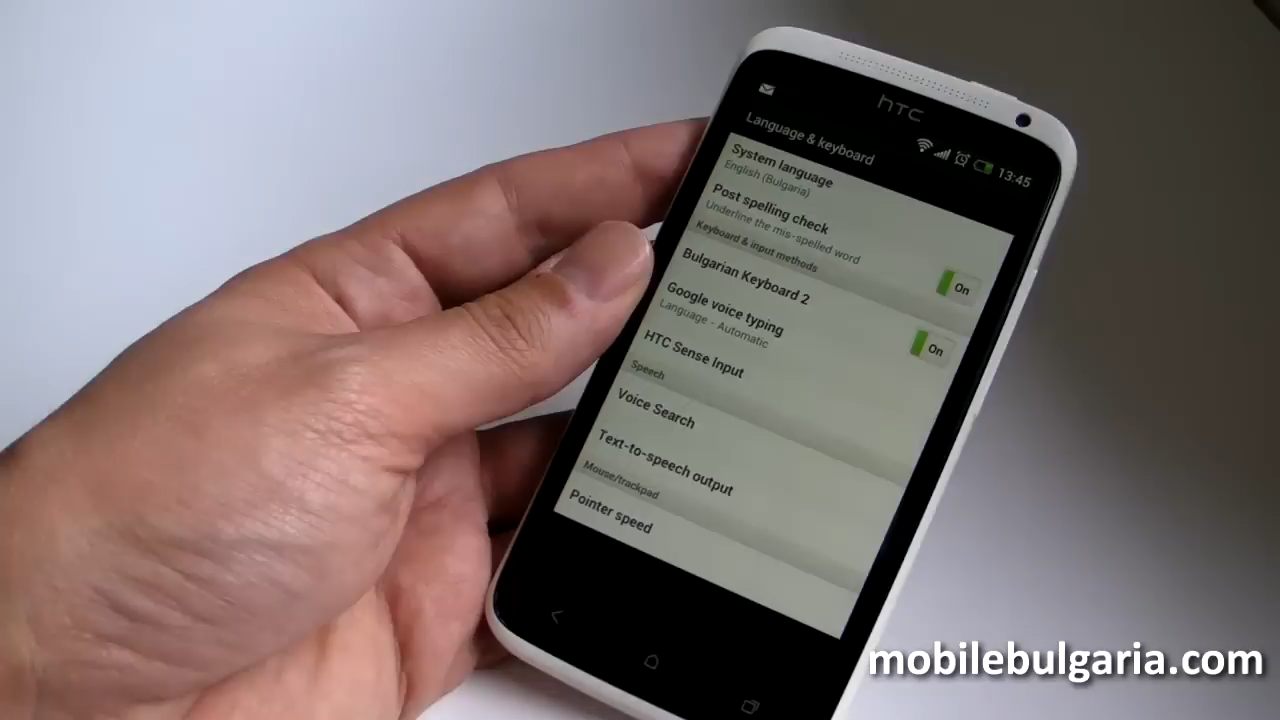 hTC
13:45
Language & keyboard
System language
English (Bulgaria)
Post spelling check
Underline the mis-spelled word
On
Keyboard & input methods
Bulgarian Keyboard 2
On
Google voice typing
Language - Automatic
HTC Sense Input
Speech
Voice Search
Text-to-speech output
Mouse/trackpad
Pointer speed
mobilebulgaria.com